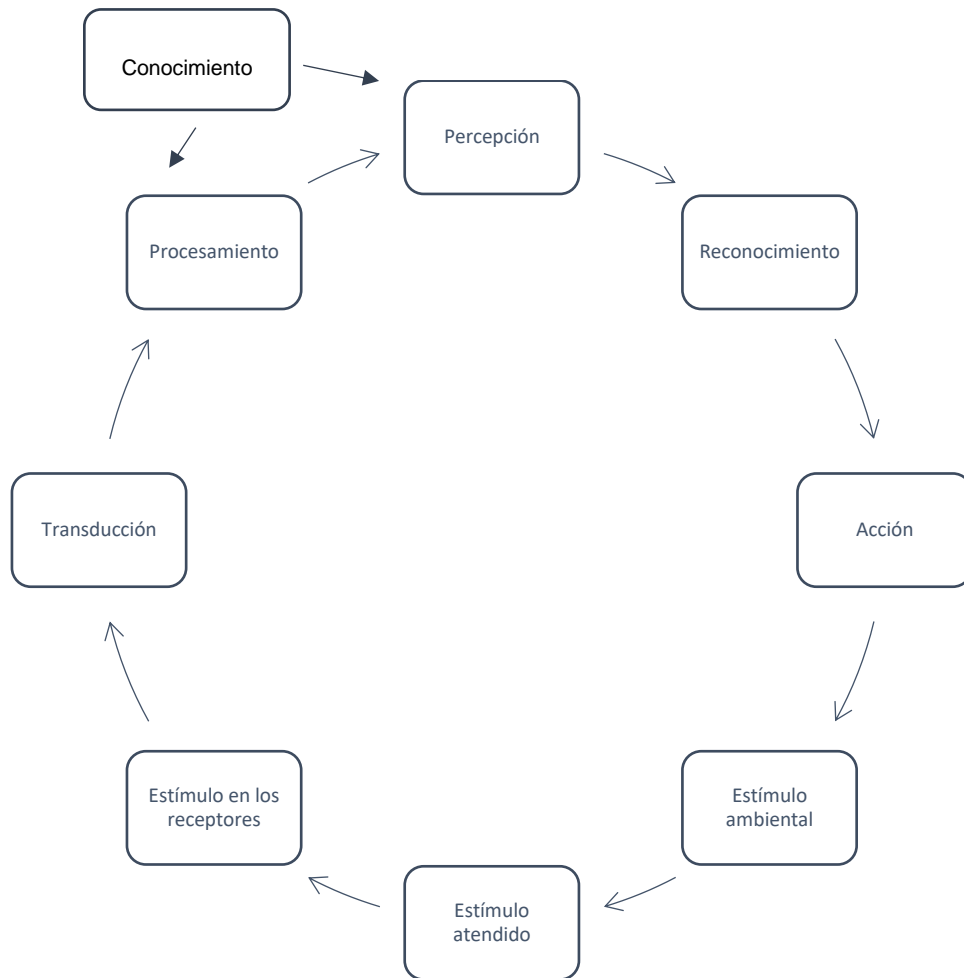 Conocimiento
Percepción
Procesamiento
Reconocimiento
Transducción
Acción
Estímulo en los
receptores
Estímulo
ambiental
Estímulo
atendido